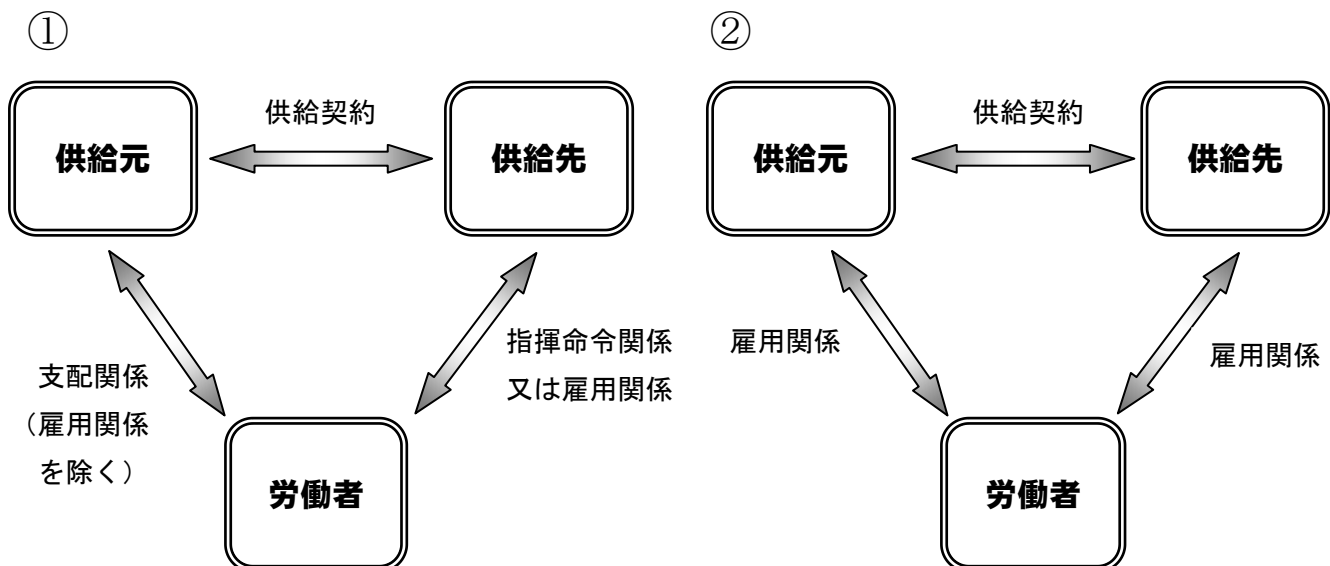 ①
供給元
供給契約
供給先
支配関係
（雇用関係
を除く）
指揮命令関係
又は雇用関係
労働者
②
供給元
供給契約
供給先
雇用関係
雇用関係
労働者